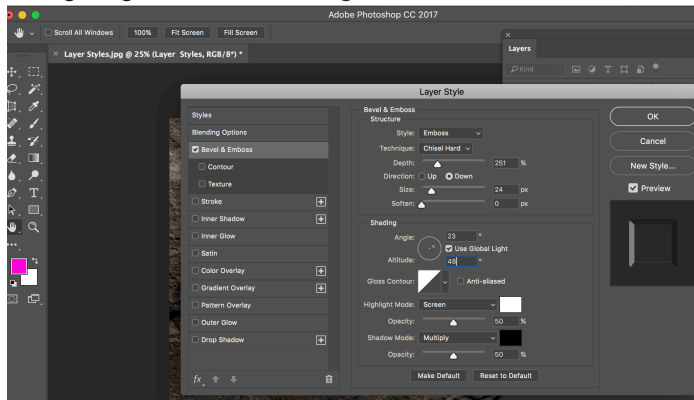 Adobe Photoshop CC 2017
Scroll All Windows 100% Fit Screen Fill Screen
× Layer Styles.jpg @ 25% (Layer Styles, RGB/8*) *
×
Layers
Kind
T
Layer Style
Styles
Blending Options
Bevel & Emboss
Contour
Texture
Stroke +
Inner Shadow +
Inner Glow
Satin
Color Overlay +
Gradient Overlay +
Pattern Overlay
Outer Glow
Drop Shadow +
fx
Bevel & Emboss
Structure
Style: Emboss
Technique: Chisel Hard
Depth: 251 %
Direction: Up Down
Size: 24 px
Soften: 0 px
Shading
Angle: 23 °
Use Global Light
Altitude: 48 °
Gloss Contour: Anti-aliased
Highlight Mode: Screen
Opacity: 50 %
Shadow Mode: Multiply
Opacity: 50 %
Make Default Reset to Default
OK
Cancel
New Style...
Preview
T